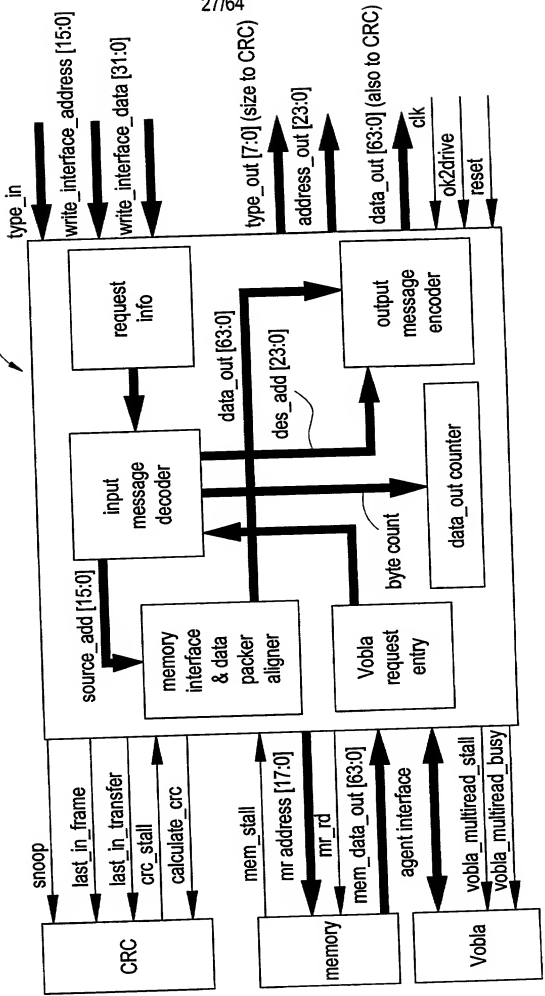 27/64
type_in
write_interface_address [15:0]
write_interface_data [31:0]
type_out [7:0] (size to CRC)
address_out [23:0]
data_out [63:0] (also to CRC)
clk
ok2drive
reset
request
info
input
message
decoder
output
message
encoder
data_out [63:0]
des_add [23:0]
byte count
data_out counter
source_add [15:0]
memory
interface
& data
packer
aligner
Vobla
request
entry
snoop
last_in_frame
last_in_transfer
crc_stall
calculate_crc
mem_stall
mr address [17:0]
mr_rd
mem_data_out [63:0]
agent interface
vobla_multiread_stall
vobla_multiread_busy
CRC
memory
Vobla